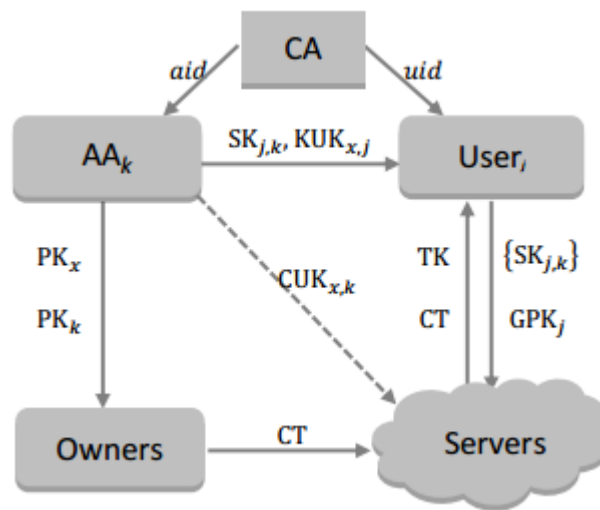 CA
aid
uid
AAₖ
SKⱼ,ₖ, KUKₓ,ⱼ
Userᵢ
PKₓ
PKₖ
CUKₓ,ₖ
TK
CT
{SKⱼ,ₖ}
GPKⱼ
Owners
CT
Servers